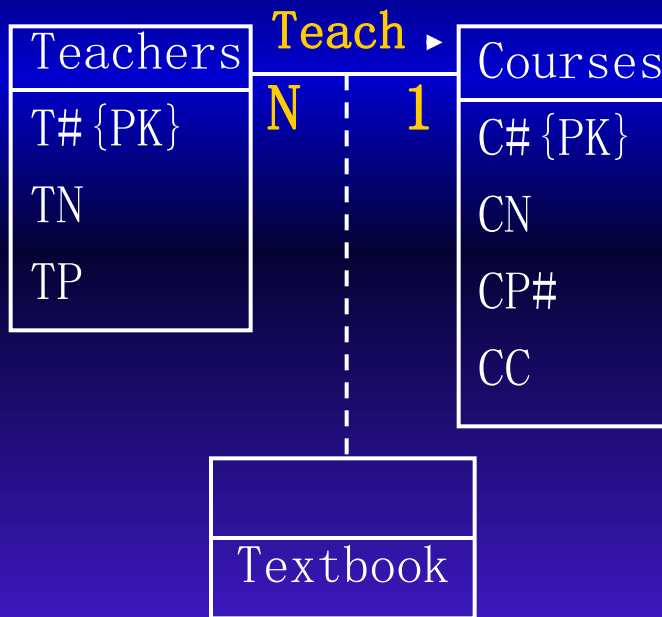 Teach ►
Teachers
N
1
T# {PK}
TN
TP
Courses
C# {PK}
CN
CP#
CC
Textbook